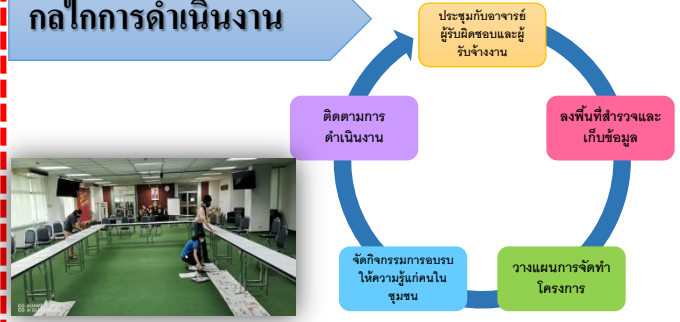 กลไกการดำเนินงาน
ประชุมกับอาจารย์
ผู้รับผิดชอบและผู้
รับจ้างงาน
ลงพื้นที่สำรวจและ
เก็บข้อมูล
วางแผนการจัดทำ
โครงการ
จัดกิจกรรมการอบรบ
ให้ความรู้แก่คนใน
ชุมชน
ติดตามการ
ดำเนินงาน